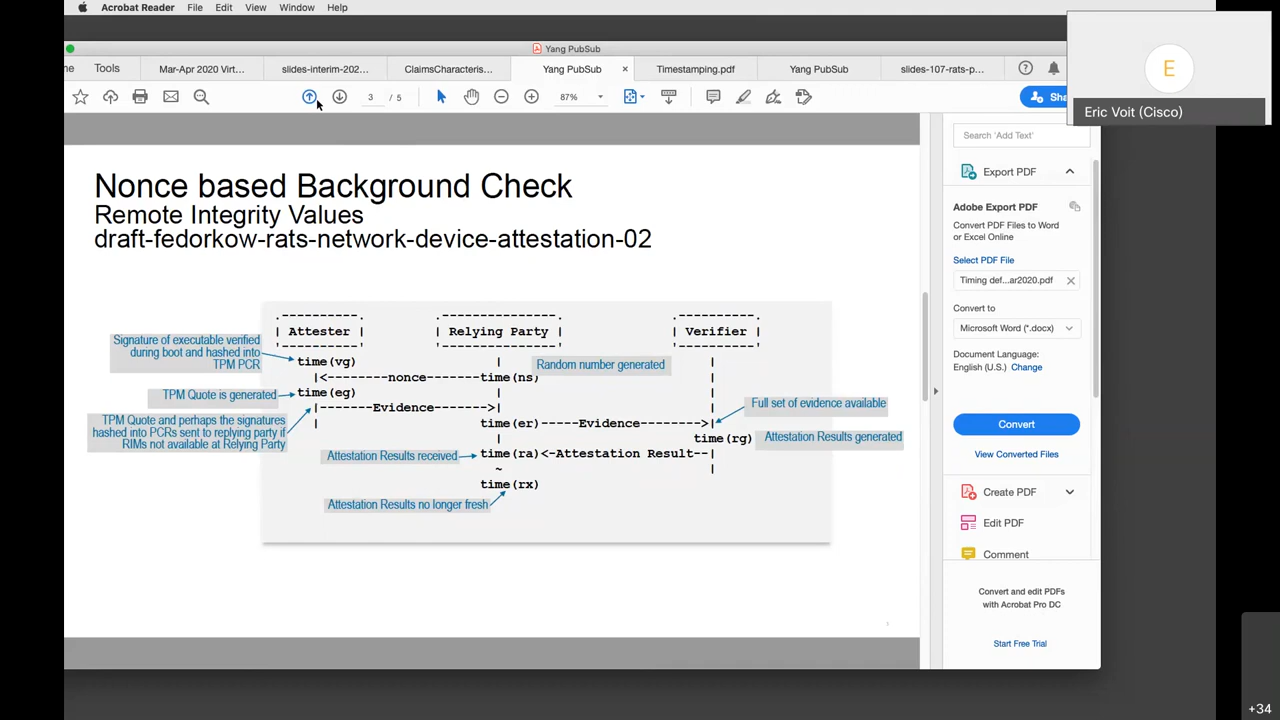 Acrobat Reader File Edit View Window Help
Yang PubSub
me Tools Mar-Apr 2020 Virt... slides-interim-202... ClaimsCharacteris... Yang PubSub × Timestamping.pdf Yang PubSub slides-107-rats-p...
3 / 5 87% Sha
E
Eric Voit (Cisco)
Nonce based Background Check
Remote Integrity Values
draft-fedorkow-rats-network-device-attestation-02
.----------. .---------------. .----------.
| Attester | | Relying Party | | Verifier |
'----------' '---------------' '----------'
Signature of executable verified
during boot and hashed into
TPM PCR
time(vg) | Random number generated |
|<-------nonce-------time(ns) |
TPM Quote is generated time(eg) | |
|------Evidence------>| |
Full set of evidence available
TPM Quote and perhaps the signatures
hashed into PCRs sent to replying party if
RIMs not available at Relying Party
| time(er)-----Evidence------->|
| time(rg) Attestation Results generated
Attestation Results received time(ra)<-Attestation Result--|
~ |
time(rx)
Attestation Results no longer fresh
Search 'Add Text'
Export PDF
Adobe Export PDF
Convert PDF Files to Word
or Excel Online
Select PDF File
Timing def...ar2020.pdf
Convert to
Microsoft Word (*.docx)
Document Language:
English (U.S.) Change
Convert
View Converted Files
Create PDF
Edit PDF
Comment
Convert and edit PDFs
with Acrobat Pro DC
Start Free Trial
+34